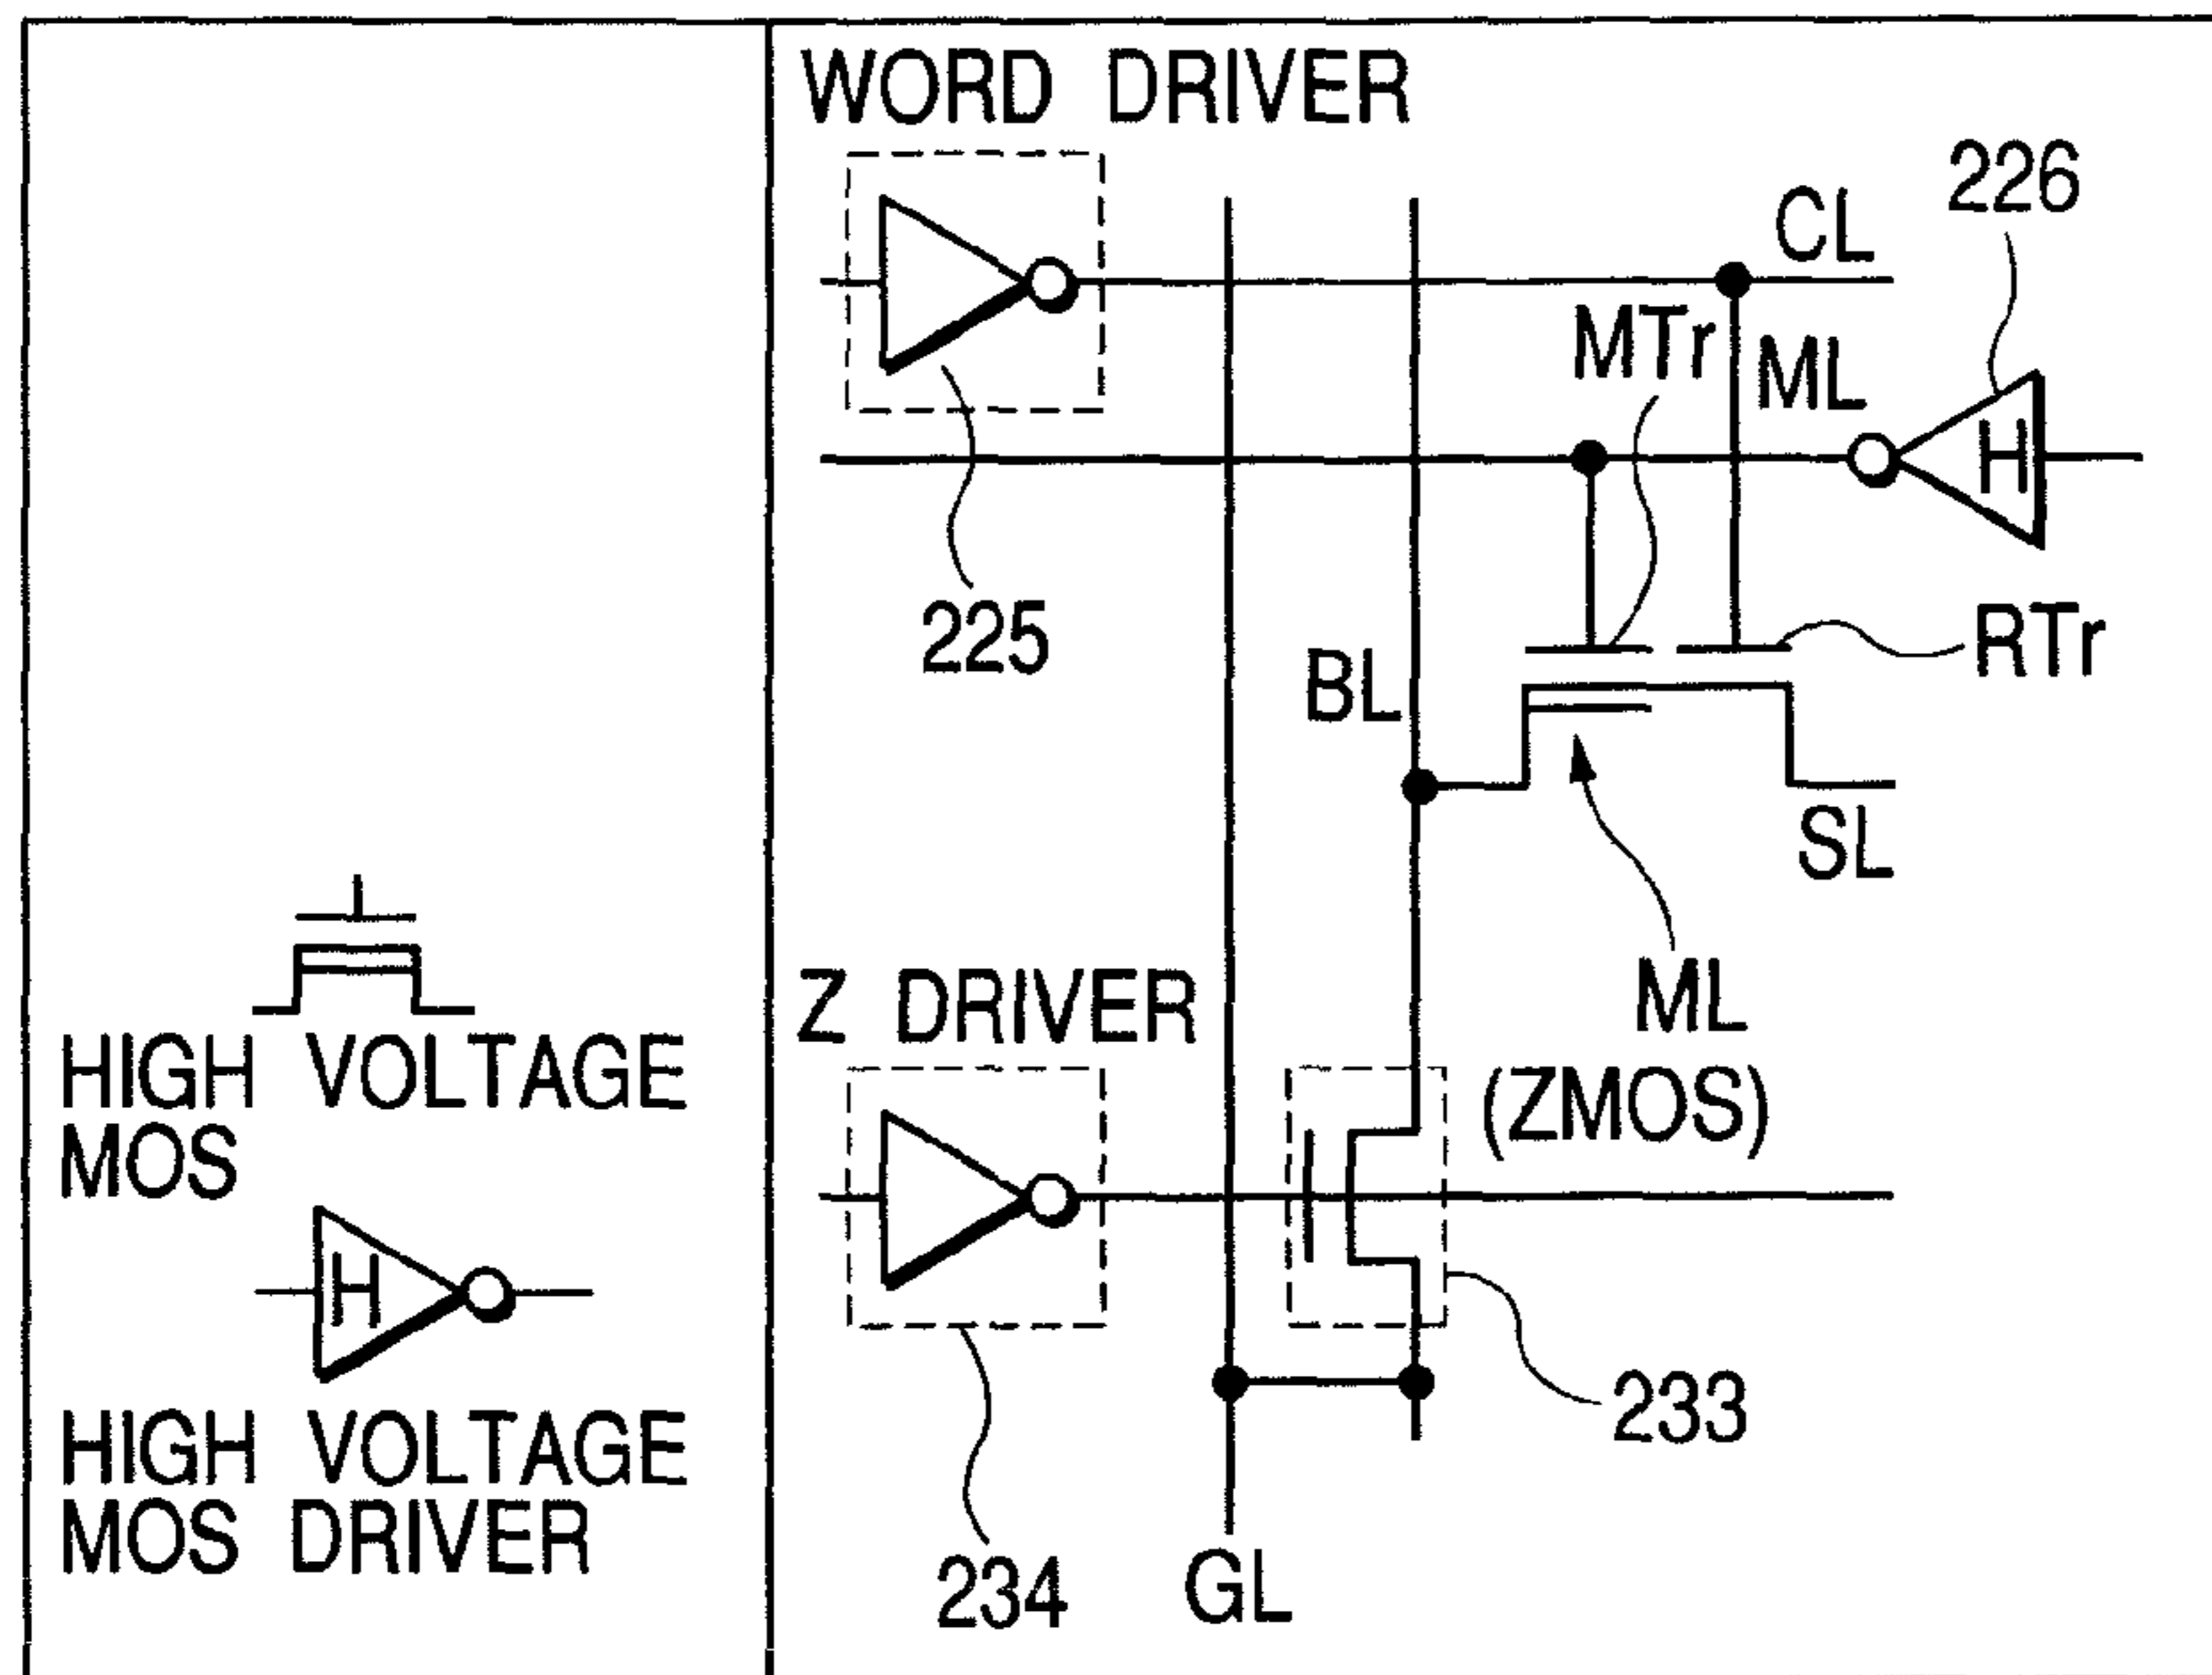 WORD DRIVER
226
CL
MTr
ML
H
225
RTr
BL
SL
ML
(ZMOS)
Z DRIVER
HIGH VOLTAGE
MOS
H
HIGH VOLTAGE
MOS DRIVER
233
234
GL